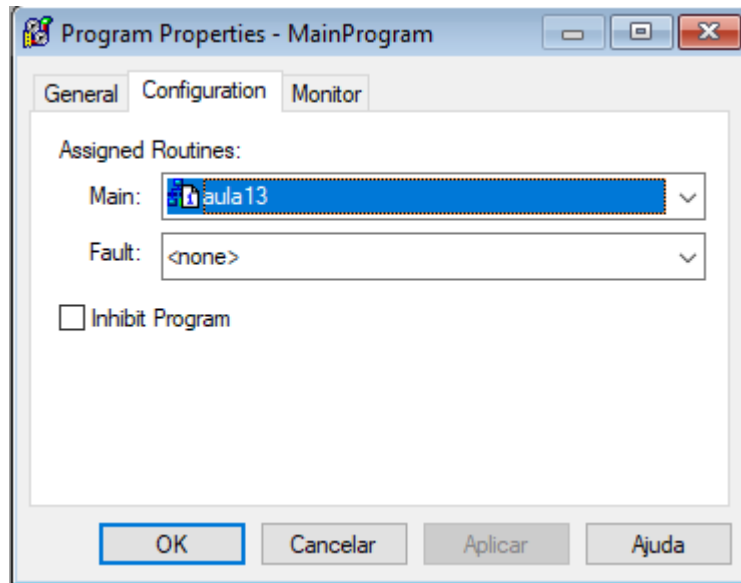 Program Properties - MainProgram
General Configuration Monitor
Assigned Routines:
Main: aula13
Fault: <none>
Inhibit Program
OK Cancelar Aplicar Ajuda